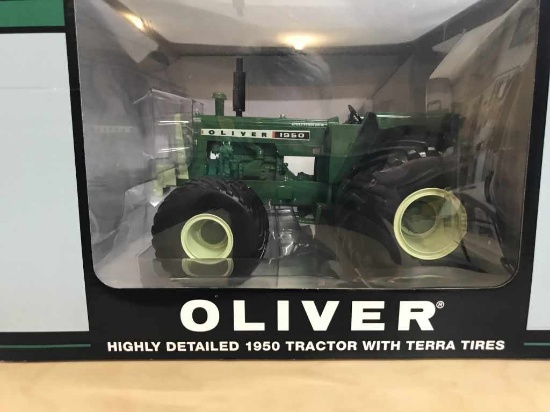 OLIVER 1950
OLIVER®
HIGHLY DETAILED 1950 TRACTOR WITH TERRA TIRES